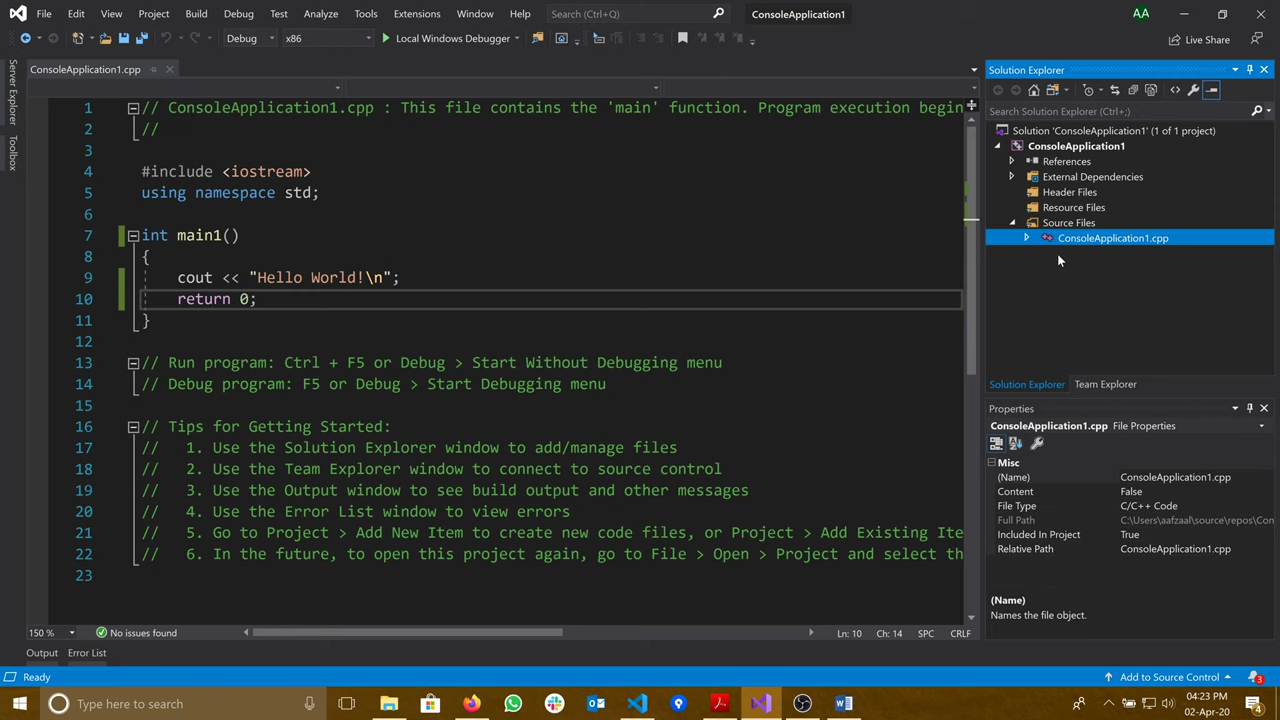 File Edit View Project Build Debug Test Analyze Tools Extensions Window Help Search (Ctrl+Q) ConsoleApplication1 AA
Debug x86 Local Windows Debugger Live Share
Server Explorer
Toolbox
ConsoleApplication1.cpp
1 // ConsoleApplication1.cpp : This file contains the 'main' function. Program execution begin
2 //
3
4 #include <iostream>
5 using namespace std;
6
7 int main1()
8 {
9 cout << "Hello World!\n";
10 return 0;
11 }
12
13 // Run program: Ctrl + F5 or Debug > Start Without Debugging menu
14 // Debug program: F5 or Debug > Start Debugging menu
15
16 // Tips for Getting Started:
17 // 1. Use the Solution Explorer window to add/manage files
18 // 2. Use the Team Explorer window to connect to source control
19 // 3. Use the Output window to see build output and other messages
20 // 4. Use the Error List window to view errors
21 // 5. Go to Project > Add New Item to create new code files, or Project > Add Existing Ite
22 // 6. In the future, to open this project again, go to File > Open > Project and select th
23
150 % No issues found Ln: 10 Ch: 14 SPC CRLF
Output Error List
Solution Explorer
Search Solution Explorer (Ctrl+;)
Solution 'ConsoleApplication1' (1 of 1 project)
ConsoleApplication1
References
External Dependencies
Header Files
Resource Files
Source Files
ConsoleApplication1.cpp
Solution Explorer Team Explorer
Properties
ConsoleApplication1.cpp File Properties
Misc
(Name) ConsoleApplication1.cpp
Content False
File Type C/C++ Code
Full Path C:\Users\aafzaal\source\repos\Con
Included In Project True
Relative Path ConsoleApplication1.cpp
(Name)
Names the file object.
Ready Add to Source Control 3
Type here to search 04:23 PM
02-Apr-20 4